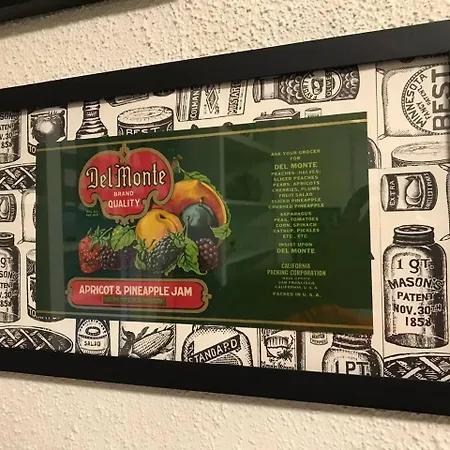 Del Monte
BRAND
QUALITY
APRICOT & PINEAPPLE JAM
ASK YOUR GROCER
FOR
DEL MONTE
PEACHES-HALVES
SLICED PEACHES
PEARS, APRICOTS
CHERRIES, PLUMS
FRUIT SALAD
SLICED PINEAPPLE
CRUSHED PINEAPPLE
ASPARAGUS
PEAS, TOMATOES
CORN, SPINACH
CATSUP, PICKLES
ETC., ETC.
INSIST UPON
DEL MONTE
CALIFORNIA
PACKING CORPORATION
SAN FRANCISCO
CALIFORNIA, U.S.A.
PACKED IN U.S.A.
BEST
MINNESOTA
EXTRA
1 QT
MASON'S
PATENT
NOV. 30TH
1858
SALAD
STANDARD
1 PT